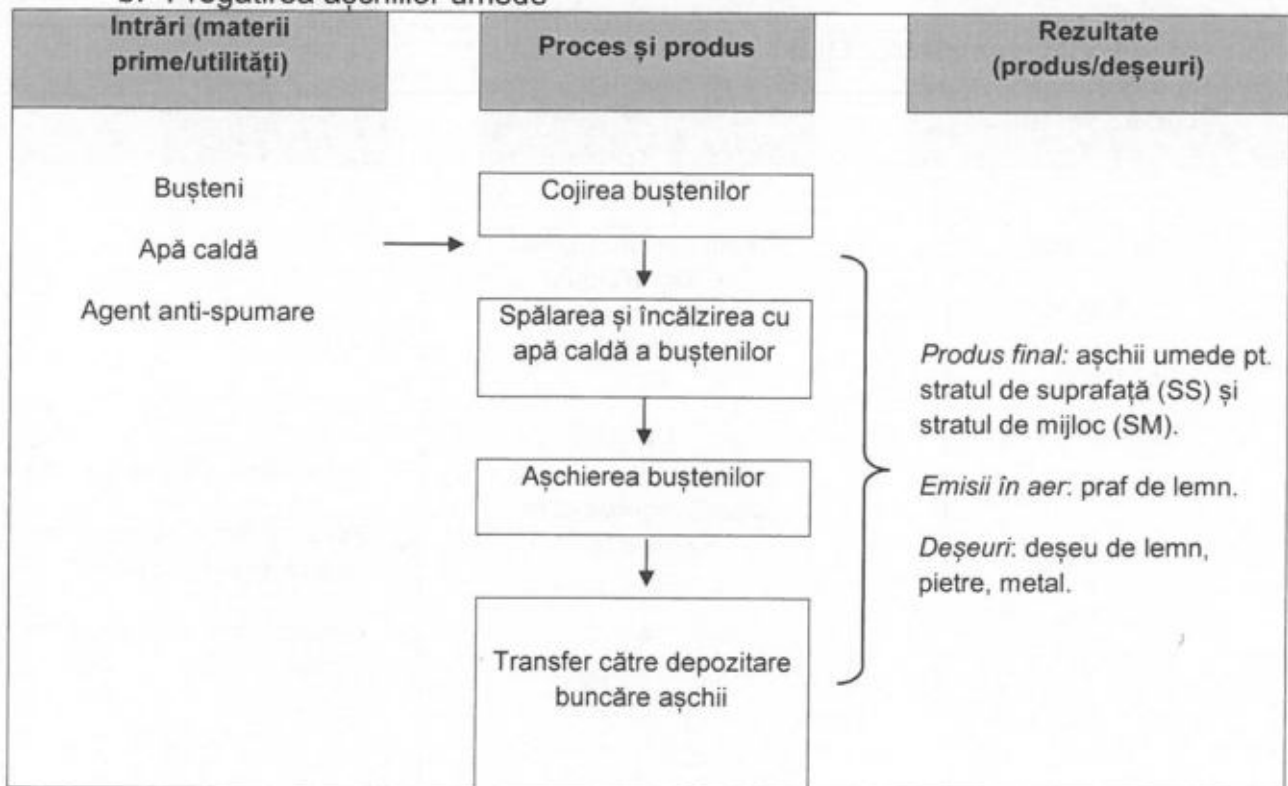 Intrări (materii
prime/utilități)
Proces și produs
Rezultate
(produs/deșeuri)
Bușteni
Apă caldă
Agent anti-spumare
Cojirea buștenilor
Spălarea și încălzirea cu
apă caldă a buștenilor
Așchierea buștenilor
Transfer către depozitare
buncăre așchii
Produs final: așchii umede pt.
stratul de suprafață (SS) și
stratul de mijloc (SM).
Emisii în aer: praf de lemn.
Deșeuri: deșeu de lemn,
pietre, metal.